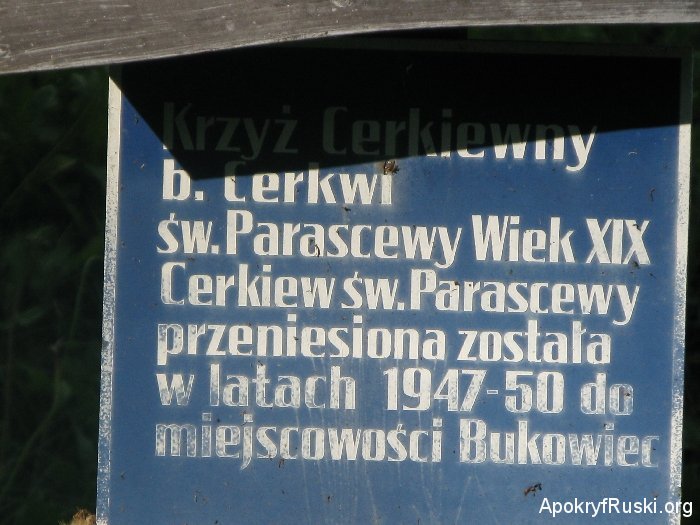 Krzyż Cerkiewny
b. Cerkwi
św. Parascewy Wiek XIX
Cerkiew św. Parascewy
przeniesiona została
w latach 1947-50 do
miejscowości Bukowiec
ApokryfRuski.org